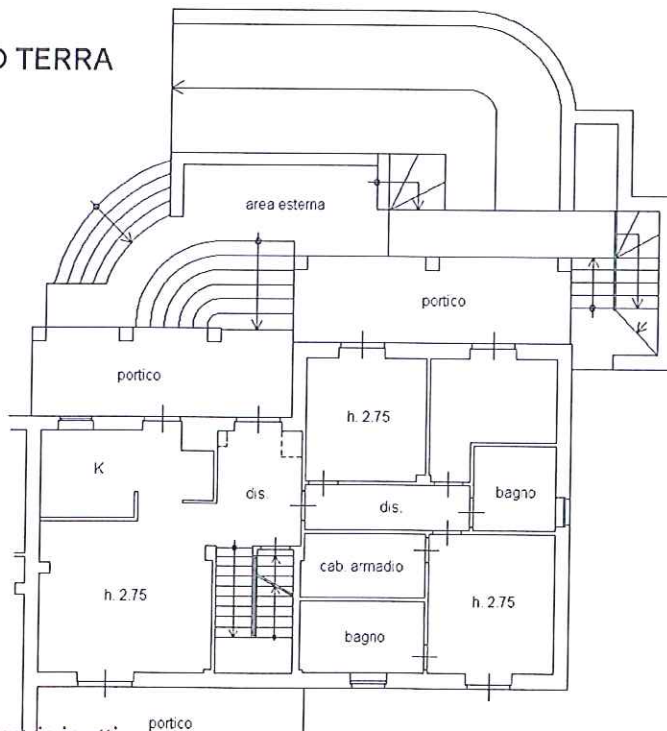 TERRA
area esterna
portico
portico
h. 2.75
K
dis.
bagno
dis.
cab. armadio
h. 2.75
h. 2.75
bagno
portico